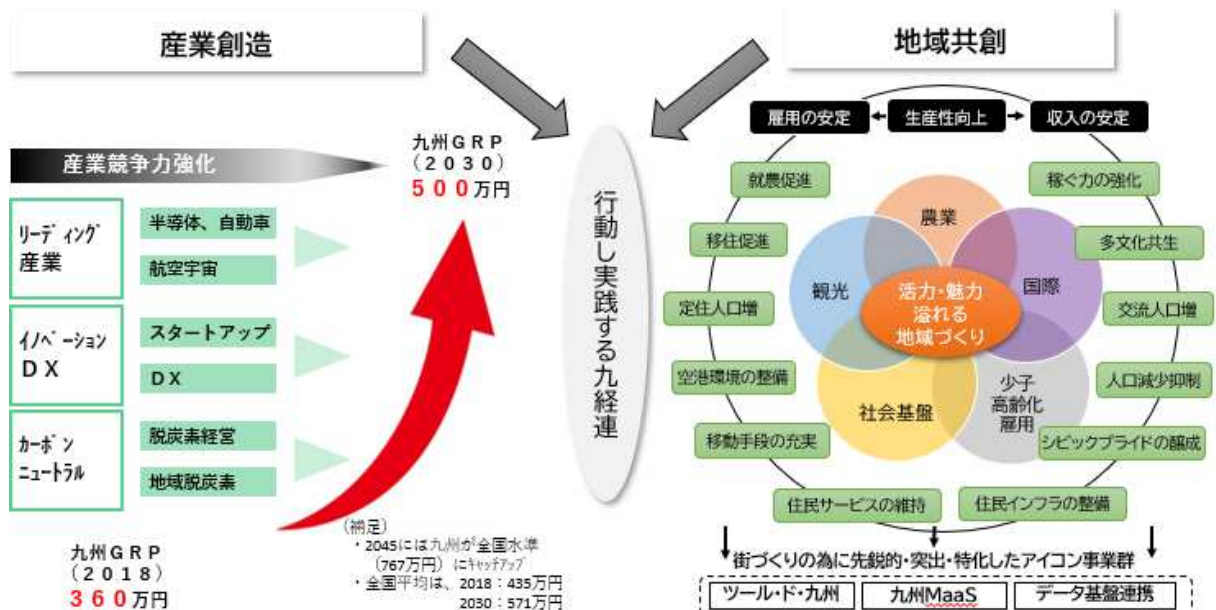 産業創造
産業競争力強化
九州GRP
(2030)
500万円
ﾘｰﾃﾞｨﾝｸﾞ
産業
半導体、自動車
航空宇宙
ｲﾉﾍﾞｰｼｮﾝ
DX
スタートアップ
DX
ｶｰﾎﾞﾝ
ﾆｭｰﾄﾗﾙ
脱炭素経営
地域脱炭素
九州GRP
(2018)
360万円
(補足)
・2045には九州が全国水準
(767万円)にｷｬｯﾁｱｯﾌﾟ
・全国平均は、2018：435万円
2030：571万円
行動し実践する九経連
地域共創
雇用の安定
生産性向上
収入の安定
就農促進
稼ぐ力の強化
移住促進
多文化共生
定住人口増
交流人口増
空港環境の整備
人口減少抑制
移動手段の充実
シビックプライドの醸成
住民サービスの維持
住民インフラの整備
農業
観光
国際
活力・魅力
溢れる
地域づくり
社会基盤
少子
高齢化
雇用
街づくりの為に先鋭的・突出・特化したアイコン事業群
ツール・ド・九州
九州MaaS
データ基盤連携